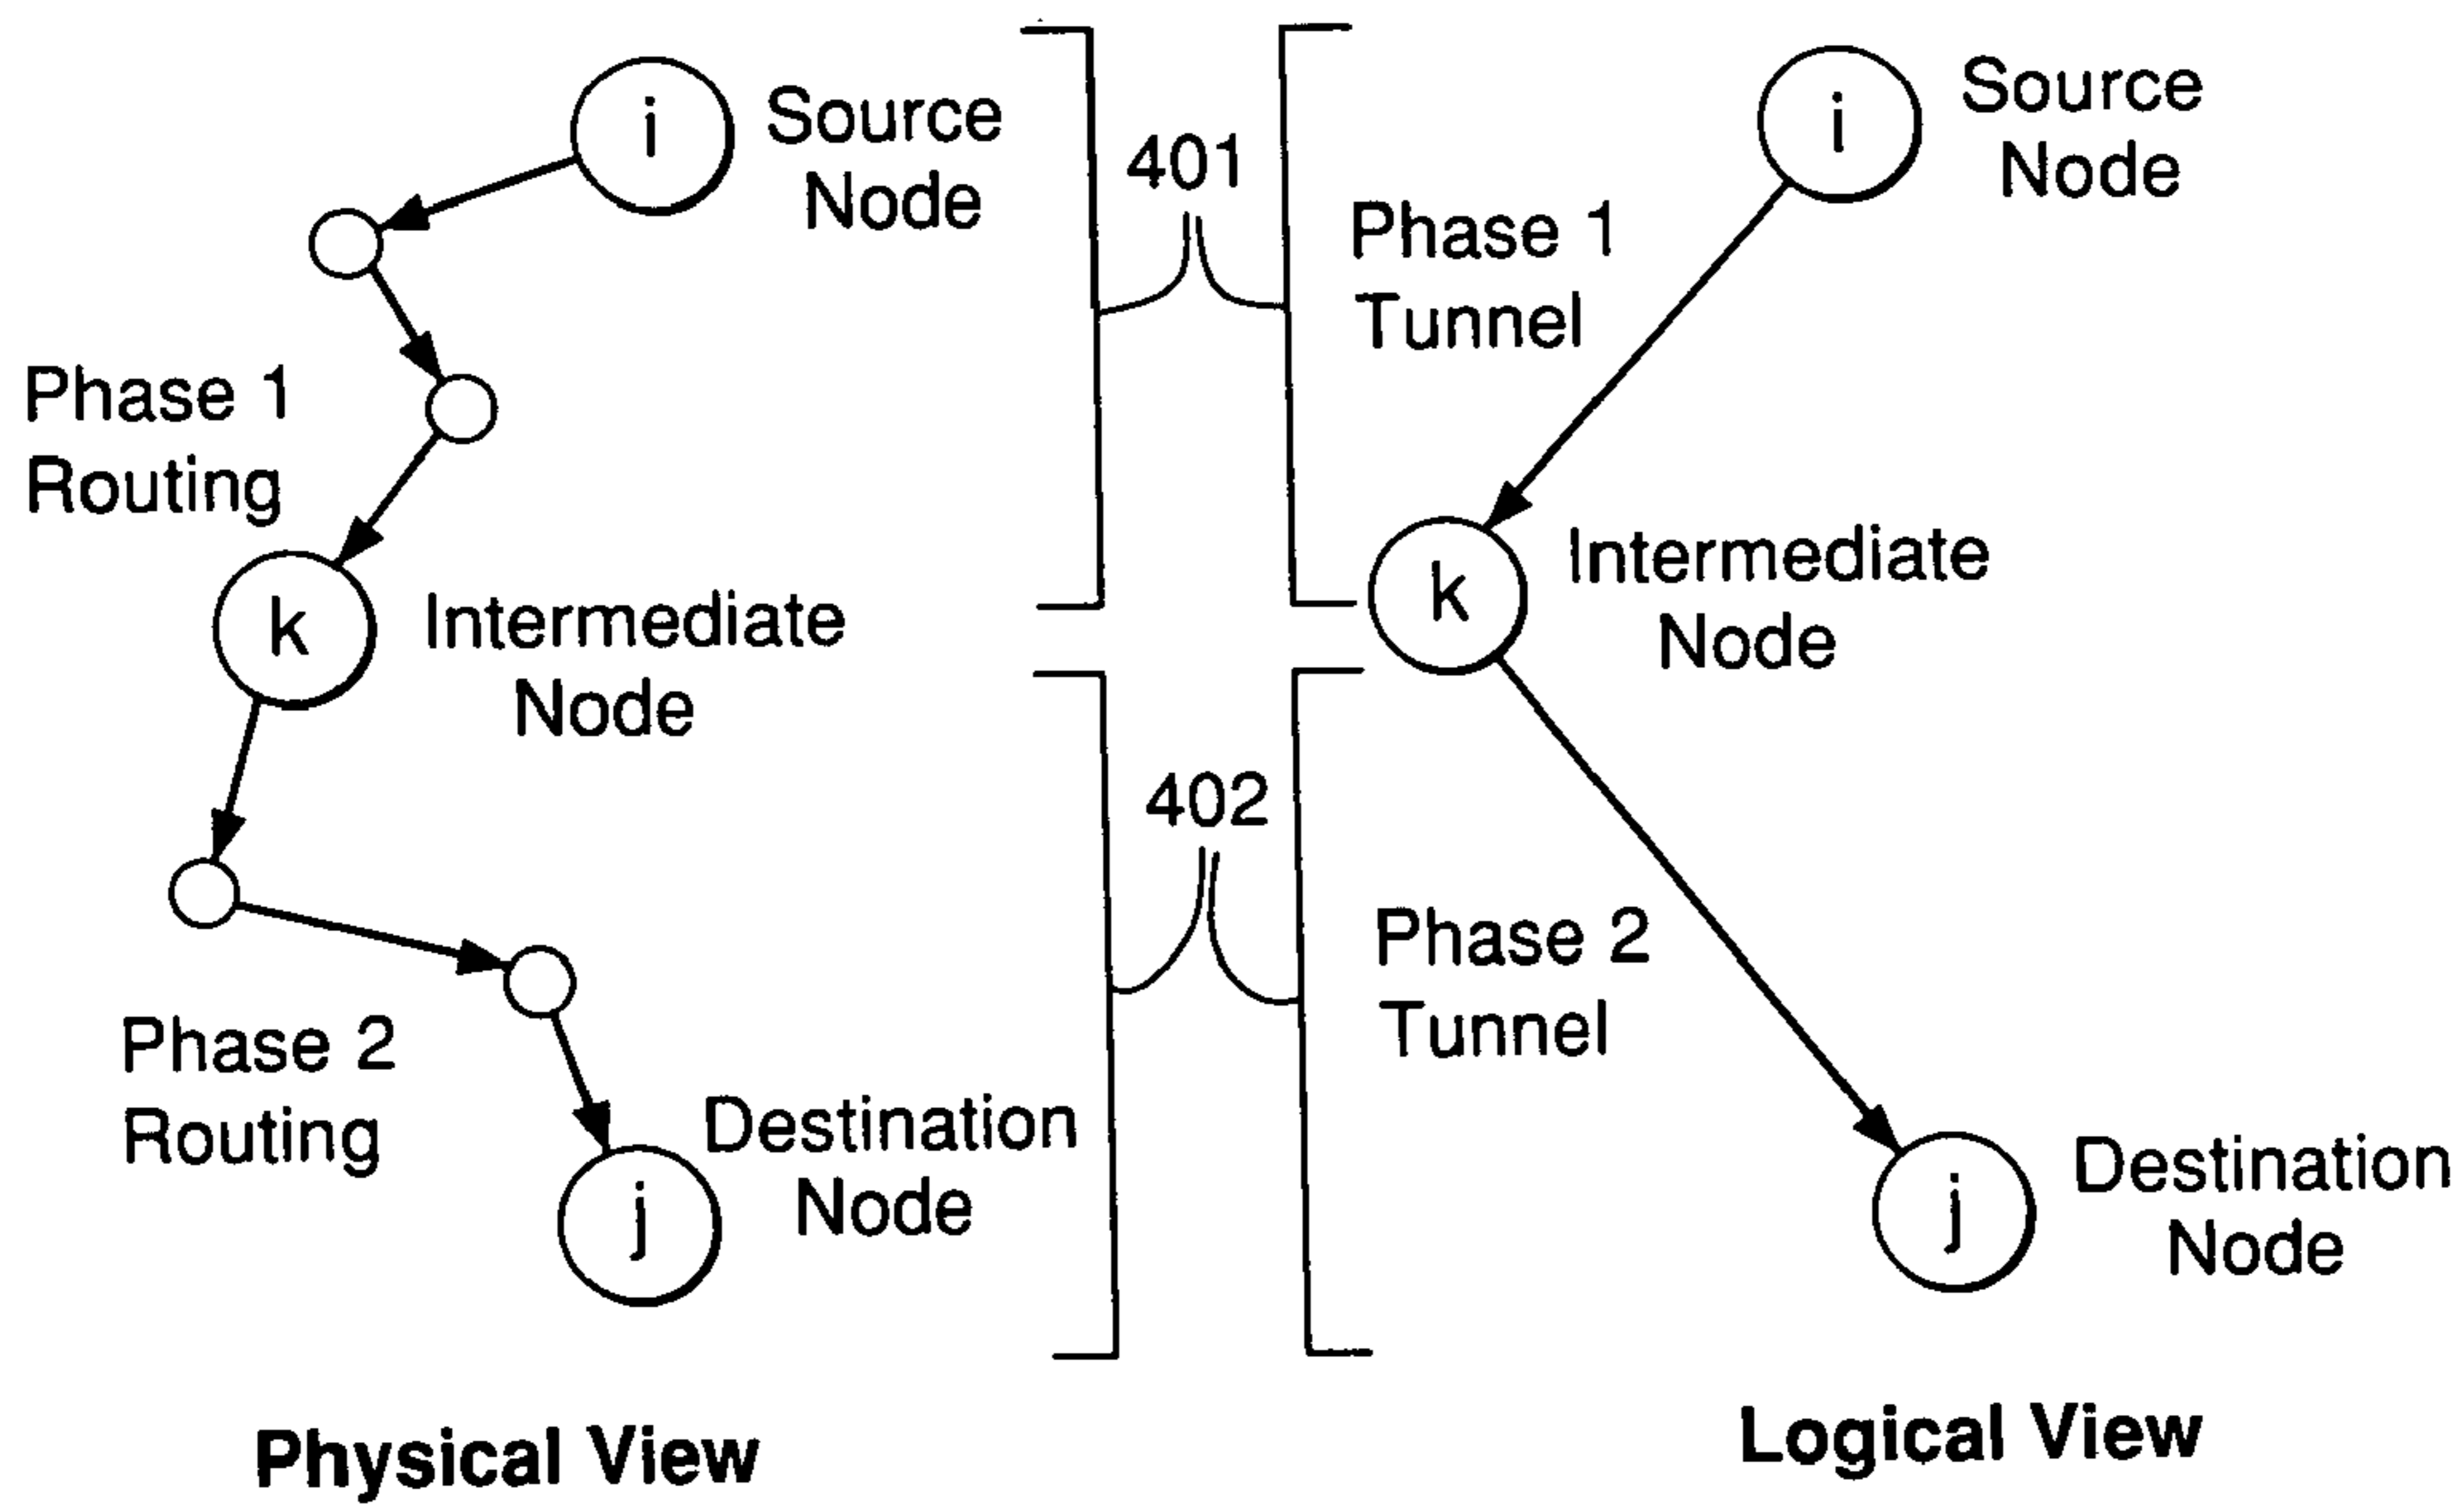 i
Source
Node
Phase 1
Routing
k
Intermediate
Node
Phase 2
Routing
j
Destination
Node
Physical View
401
402
i
Source
Node
Phase 1
Tunnel
k
Intermediate
Node
Phase 2
Tunnel
j
Destination
Node
Logical View